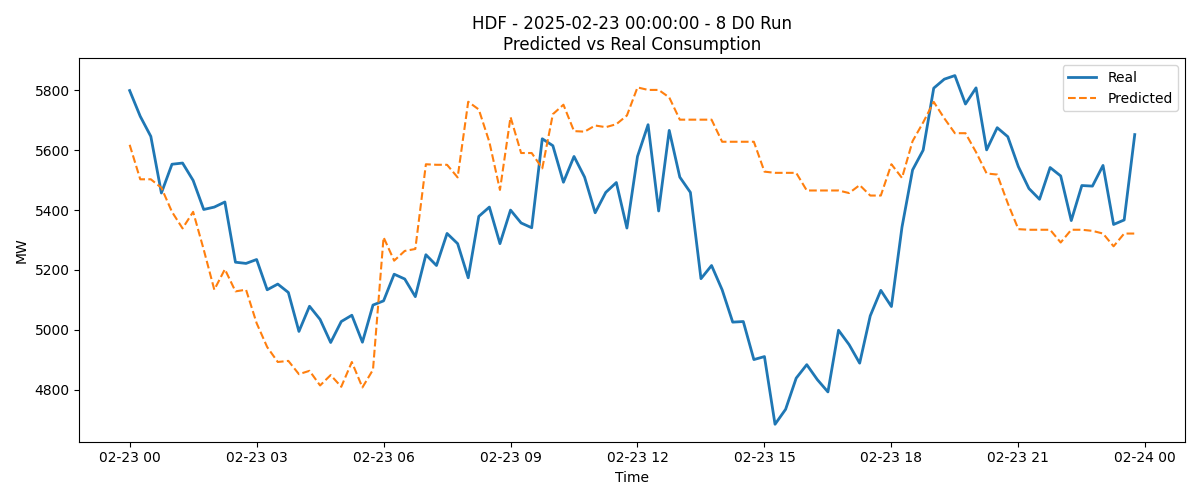 HDF - 2025-02-23 00:00:00 - 8 D0 Run
Predicted vs Real Consumption
Real
Predicted
MW
5800
5600
5400
5200
5000
4800
02-23 00
02-23 03
02-23 06
02-23 09
02-23 12
02-23 15
02-23 18
02-23 21
02-24 00
Time